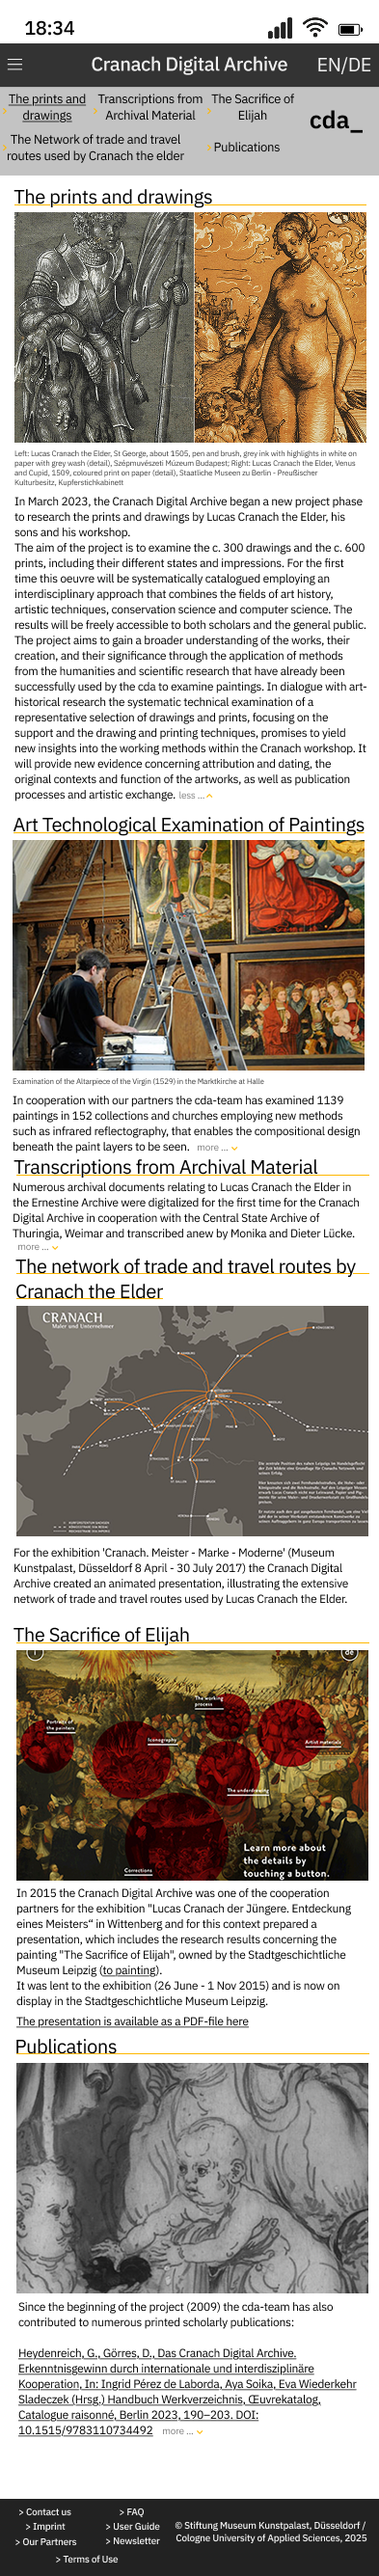 18:34
Cranach Digital Archive EN/DE
The prints and
drawings
Transcriptions from
Archival Material
The Sacrifice of
Elijah
cda_
The Network of trade and travel
routes used by Cranach the elder
Publications
The prints and drawings
Left: Lucas Cranach the Elder, St George, about 1505, pen and brush, grey ink with highlights in white on
paper with grey wash (detail), Szépmuvészeti Múzeum Budapest; Right: Lucas Cranach the Elder, Venus
and Cupid, 1509, coloured print on paper (detail), Staatliche Museen zu Berlin - Preußischer
Kulturbesitz, Kupferstichkabinett
In March 2023, the Cranach Digital Archive began a new project phase
to research the prints and drawings by Lucas Cranach the Elder, his
sons and his workshop.
The aim of the project is to examine the c. 300 drawings and the c. 600
prints, including their different states and impressions. For the first
time this oeuvre will be systematically catalogued employing an
interdisciplinary approach that combines the fields of art history,
artistic techniques, conservation science and computer science. The
results will be freely accessible to both scholars and the general public.
The project aims to gain a broader understanding of the works, their
creation, and their significance through the application of methods
from the humanities and scientific research that have already been
successfully used by the cda to examine paintings. In dialogue with art-
historical research the systematic technical examination of a
representative selection of drawings and prints, focusing on the
support and the drawing and printing techniques, promises to yield
new insights into the working methods within the Cranach workshop. It
will provide new evidence concerning attribution and dating, the
original contexts and function of the artworks, as well as publication
processes and artistic exchange. less ...
Art Technological Examination of Paintings
Examination of the Altarpiece of the Virgin (1529) in the Marktkirche at Halle
In cooperation with our partners the cda-team has examined 1139
paintings in 152 collections and churches employing new methods
such as infrared reflectography, that enables the compositional design
beneath the paint layers to be seen. more ...
Transcriptions from Archival Material
Numerous archival documents relating to Lucas Cranach the Elder in
the Ernestine Archive were digitalized for the first time for the Cranach
Digital Archive in cooperation with the Central State Archive of
Thuringia, Weimar and transcribed anew by Monika and Dieter Lücke.
more ...
The network of trade and travel routes by
Cranach the Elder
CRANACH
Maler und Unternehmer
For the exhibition 'Cranach. Meister - Marke - Moderne' (Museum
Kunstpalast, Düsseldorf 8 April - 30 July 2017) the Cranach Digital
Archive created an animated presentation, illustrating the extensive
network of trade and travel routes used by Lucas Cranach the Elder.
The Sacrifice of Elijah
i
de
The working
process
Portraits of
the painters
Iconography
Artist materials
The underdrawing
Corrections
Learn more about
the details by
touching a button.
In 2015 the Cranach Digital Archive was one of the cooperation
partners for the exhibition "Lucas Cranach der Jüngere. Entdeckung
eines Meisters“ in Wittenberg and for this context prepared a
presentation, which includes the research results concerning the
painting "The Sacrifice of Elijah", owned by the Stadtgeschichtliche
Museum Leipzig (to painting).
It was lent to the exhibition (26 June - 1 Nov 2015) and is now on
display in the Stadtgeschichtliche Museum Leipzig.
The presentation is available as a PDF-file here
Publications
Since the beginning of the project (2009) the cda-team has also
contributed to numerous printed scholarly publications:
Heydenreich, G., Görres, D., Das Cranach Digital Archive.
Erkenntnisgewinn durch internationale und interdisziplinäre
Kooperation, In: Ingrid Pérez de Laborda, Aya Soika, Eva Wiederkehr
Sladeczek (Hrsg.) Handbuch Werkverzeichnis, Œuvrekatalog,
Catalogue raisonné, Berlin 2023, 190–203. DOI:
10.1515/9783110734492 more ...
> Contact us
> Imprint
> Our Partners
> FAQ
> User Guide
> Newsletter
> Terms of Use
© Stiftung Museum Kunstpalast, Düsseldorf /
Cologne University of Applied Sciences, 2025